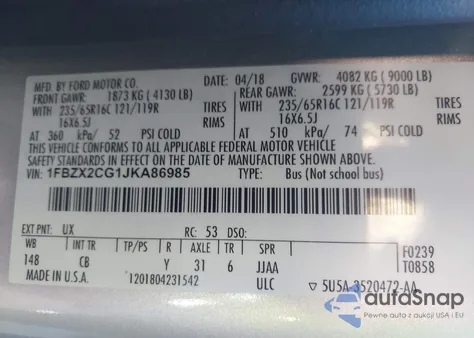 MFD. BY FORD MOTOR CO. DATE: 04/18 GVWR: 4082 KG ( 9000 LB)
FRONT GAWR: 1873 KG ( 4130 LB) REAR GAWR: 2599 KG ( 5730 LB)
WITH 235/65R16C 121/119R TIRES WITH 235/65R16C 121/119R TIRES
16X6.5J RIMS 16X6.5J RIMS
AT 360 kPa/ 52 PSI COLD AT 510 kPa/ 74 PSI COLD
THIS VEHICLE CONFORMS TO ALL APPLICABLE FEDERAL MOTOR VEHICLE
SAFETY STANDARDS IN EFFECT ON THE DATE OF MANUFACTURE SHOWN ABOVE.
VIN: 1FBZX2CG1JKA86985 TYPE: Bus (Not school bus)
EXT PNT: UX RC: 53 DSO:
WB INT TR TP/PS R AXLE TR SPR F0239
148 CB Y 31 6 JJAA T0858
MADE IN U.S.A. 1201804231542 ULC ▽ 5U5A-3520472-AA
autoSnap
Pewne auta z aukcji w USA